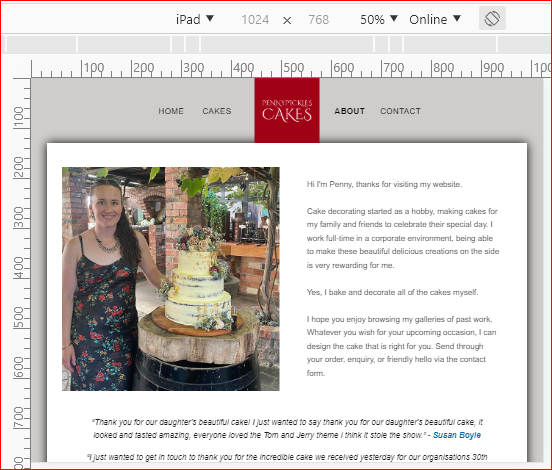 iPad ▼ 1024 × 768 50% ▼ Online ▼
100 200 300 400 500 600 700 800 900 100
100
200
300
400
500
600
700
HOME CAKES PENNYPICKLES CAKES ABOUT CONTACT
Hi I'm Penny, thanks for visiting my website.
Cake decorating started as a hobby, making cakes for
my family and friends to celebrate their special day. I
work full-time in a corporate environment, being able
to make these beautiful delicious creations on the side
is very rewarding for me.
Yes, I bake and decorate all of the cakes myself.
I hope you enjoy browsing my galleries of past work.
Whatever you wish for your upcoming occasion, I can
design the cake that is right for you. Send through
your order, enquiry, or friendly hello via the contact
form.
"Thank you for our daughter's beautiful cake! I just wanted to say thank you for our daughter's beautiful cake, it
looked and tasted amazing, everyone loved the Tom and Jerry theme I think it stole the show." - Susan Boyle
"I just wanted to get in touch to thank you for the incredible cake we received yesterday for our organisations 30th